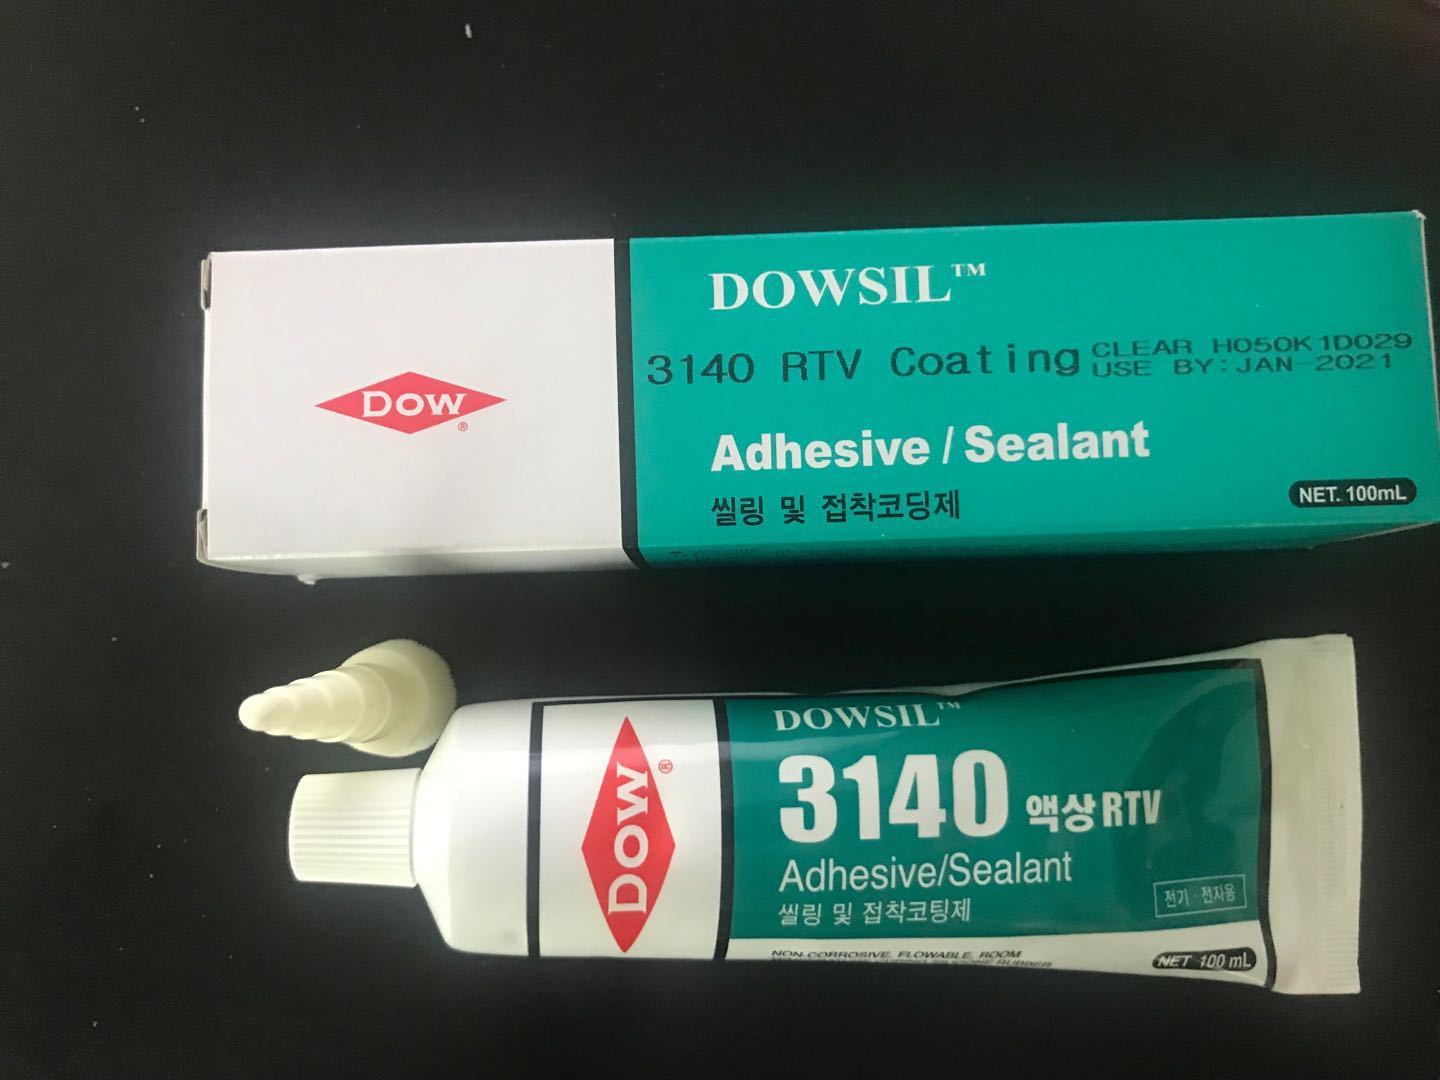 DOWSIL™
3140 RTV Coating CLEAR H050K1D029
USE BY: JAN-2021
DOW®
Adhesive / Sealant
NET. 100mL
씰링 및 접착코딩제
DOWSIL™
3140 액상 RTV
DOW®
Adhesive/Sealant
씰링 및 접착코팅제
전기·전자용
NON-CORROSIVE, FLOWABLE, ROOM
NET 100 mL